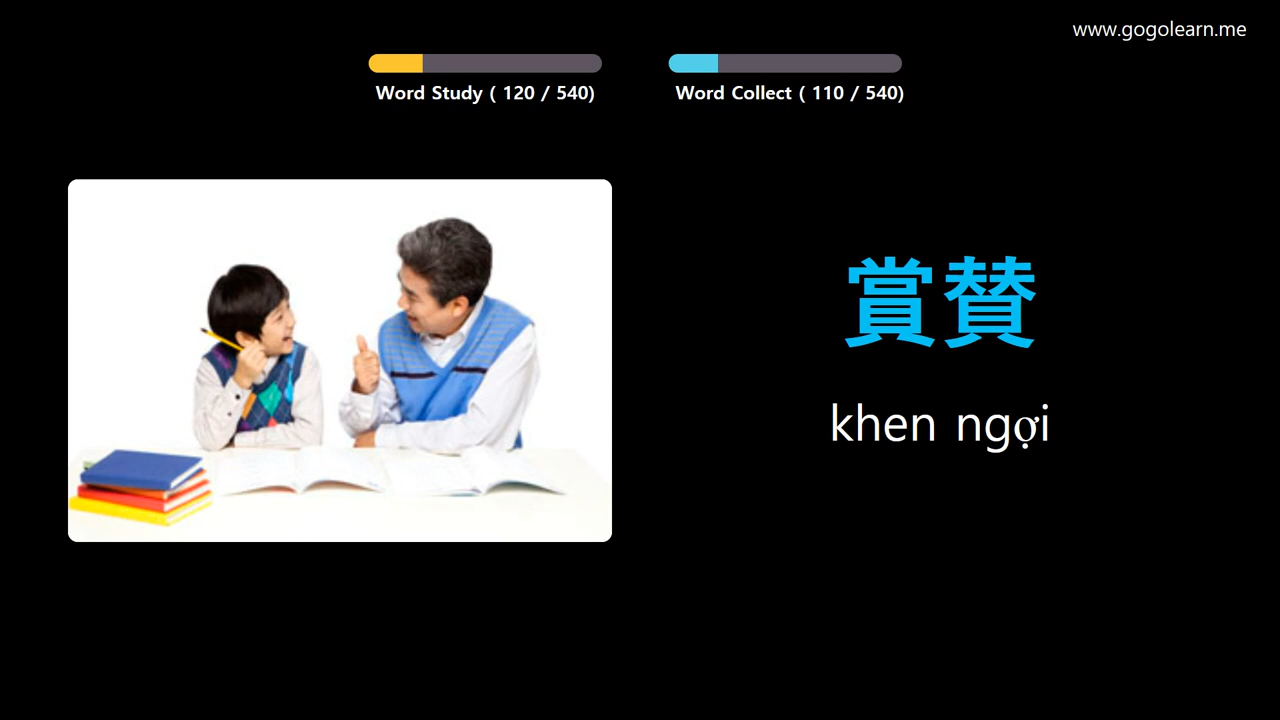 www.gogolearn.me
Word Study ( 120 / 540)
Word Collect ( 110 / 540)
賞賛
khen ngợi